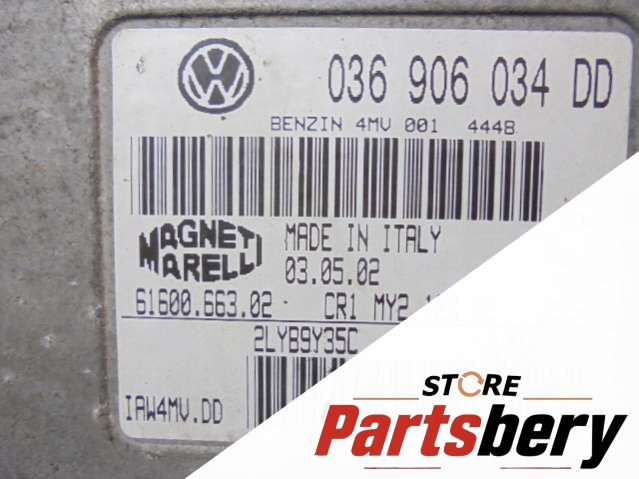 036 906 034 DD
BENZIN 4MV 001 4448
MAGNETI
MARELLI
MADE IN ITALY
03.05.02
61600.663.02 CR1 MY2
2LYB9Y35C
IAW4MV.DD
STORE
Partsbery